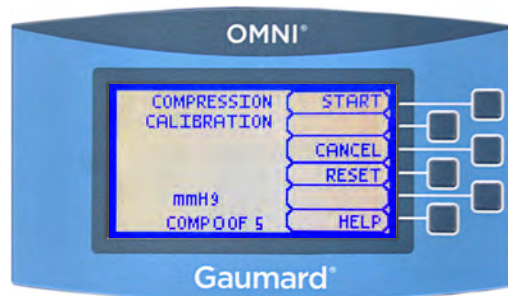 OMNI®
COMPRESSION
CALIBRATION
START
CANCEL
RESET
mmHg
COMP 0 OF 5
HELP
Gaumard®